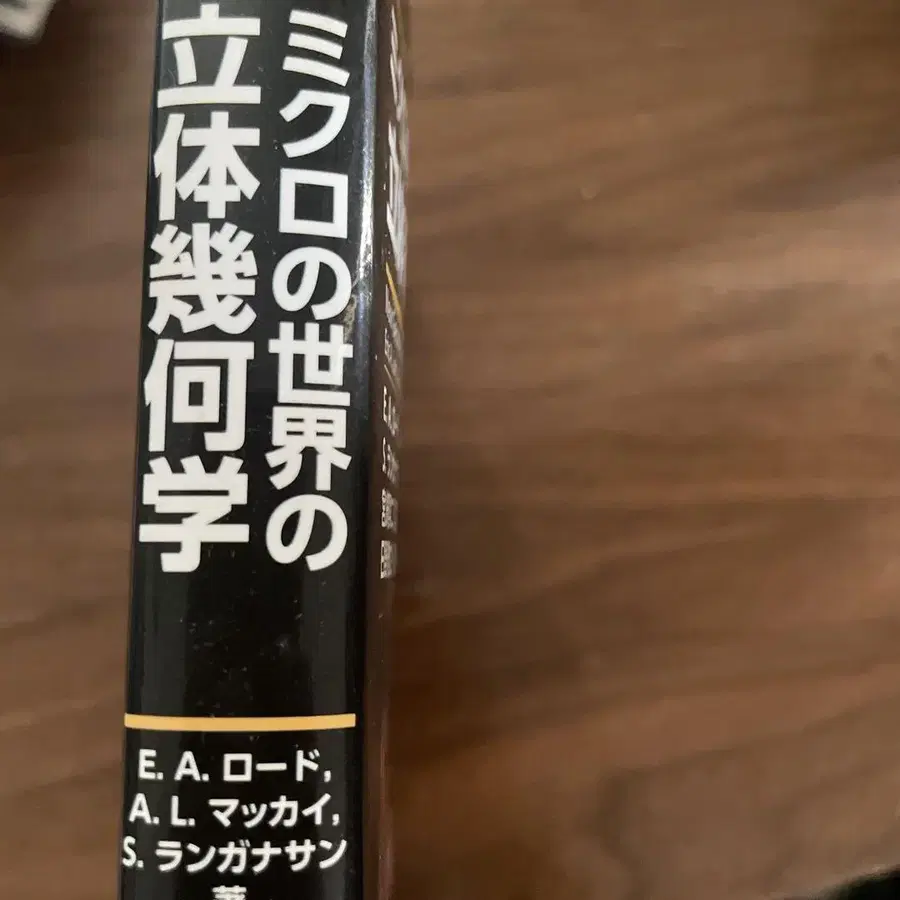 ミクロの世界の
立体幾何学
E. A. ロード,
A. L. マッカイ,
S. ランガナサン
著